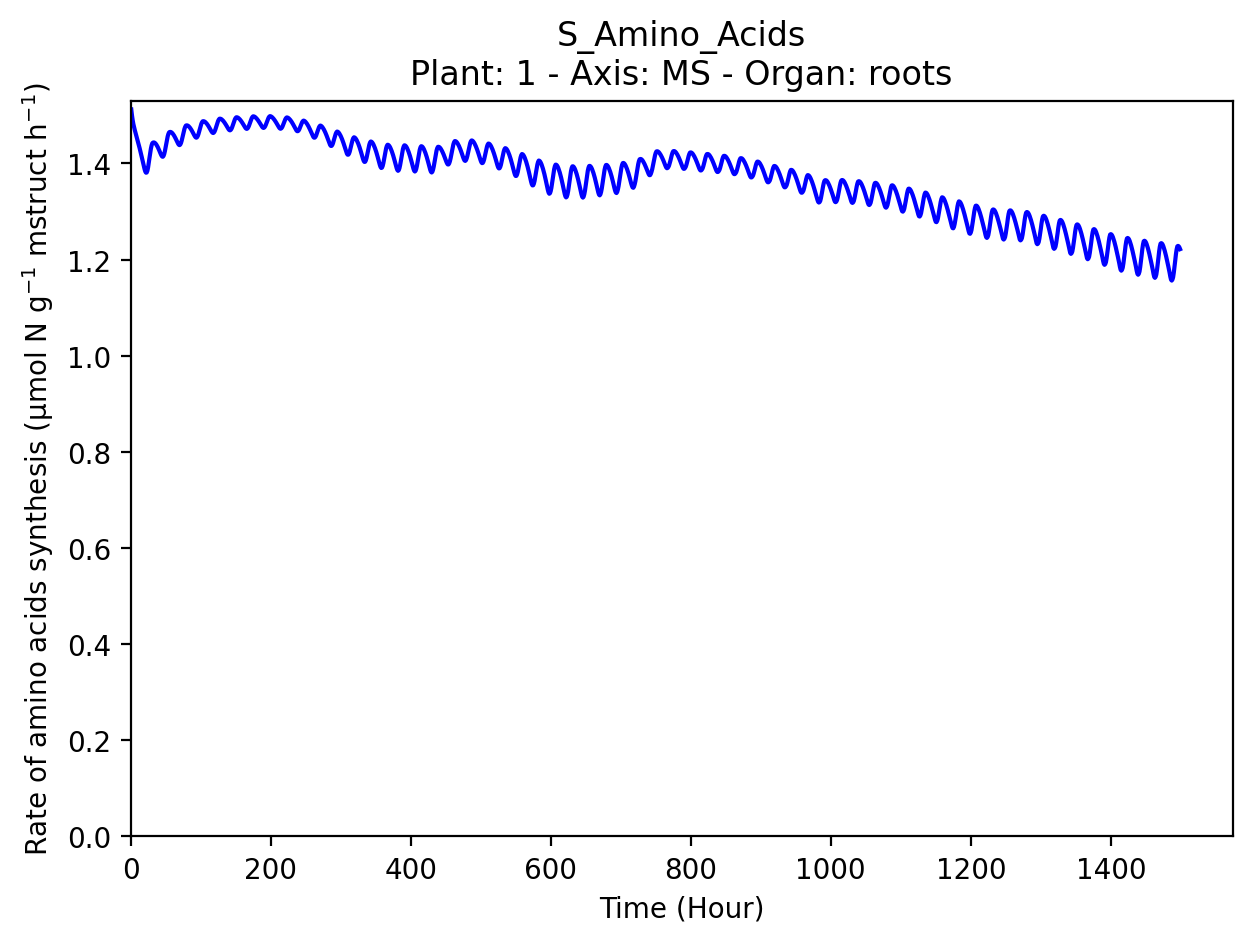 S_Amino_Acids
Plant: 1 - Axis: MS - Organ: roots
Rate of amino acids synthesis (µmol N g⁻¹ mstruct h⁻¹)
1.4
1.2
1.0
0.8
0.6
0.4
0.2
0.0
0 200 400 600 800 1000 1200 1400
Time (Hour)